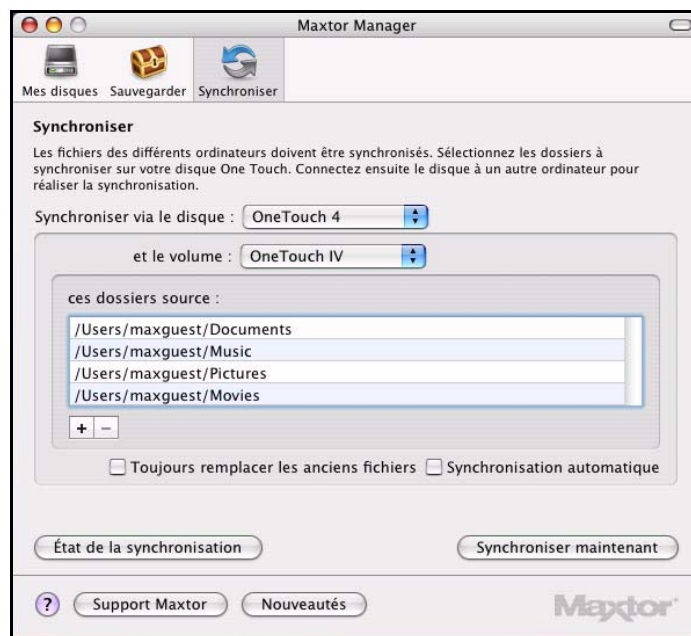 Maxtor Manager
Mes disques Sauvegarder Synchroniser
Synchroniser
Les fichiers des différents ordinateurs doivent être synchronisés. Sélectionnez les dossiers à
synchroniser sur votre disque One Touch. Connectez ensuite le disque à un autre ordinateur pour
réaliser la synchronisation.
Synchroniser via le disque : OneTouch 4
et le volume : OneTouch IV
ces dossiers source :
/Users/maxguest/Documents
/Users/maxguest/Music
/Users/maxguest/Pictures
/Users/maxguest/Movies
+ −
Toujours remplacer les anciens fichiers Synchronisation automatique
État de la synchronisation Synchroniser maintenant
? Support Maxtor Nouveautés Maxtor